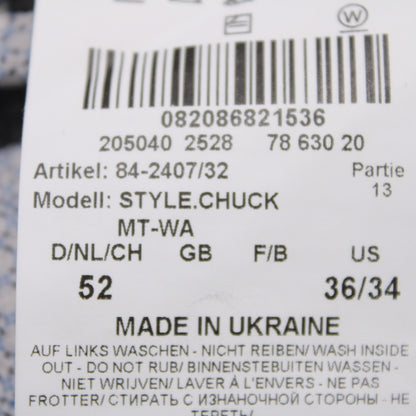 W
082086821536
205040 2528 78 630 20
Artikel: 84-2407/32 Partie
13
Modell: STYLE.CHUCK
MT-WA
D/NL/CH GB F/B US
52 36/34
MADE IN UKRAINE
AUF LINKS WASCHEN - NICHT REIBEN/ WASH INSIDE
OUT - DO NOT RUB/ BINNENSTEBUITEN WASSEN -
NIET WRIJVEN/ LAVER À L'ENVERS - NE PAS
FROTTER/ СТИРАТЬ С ИЗНАНОЧНОЙ СТОРОНЫ - НЕ
ТЕРЕТЬ/